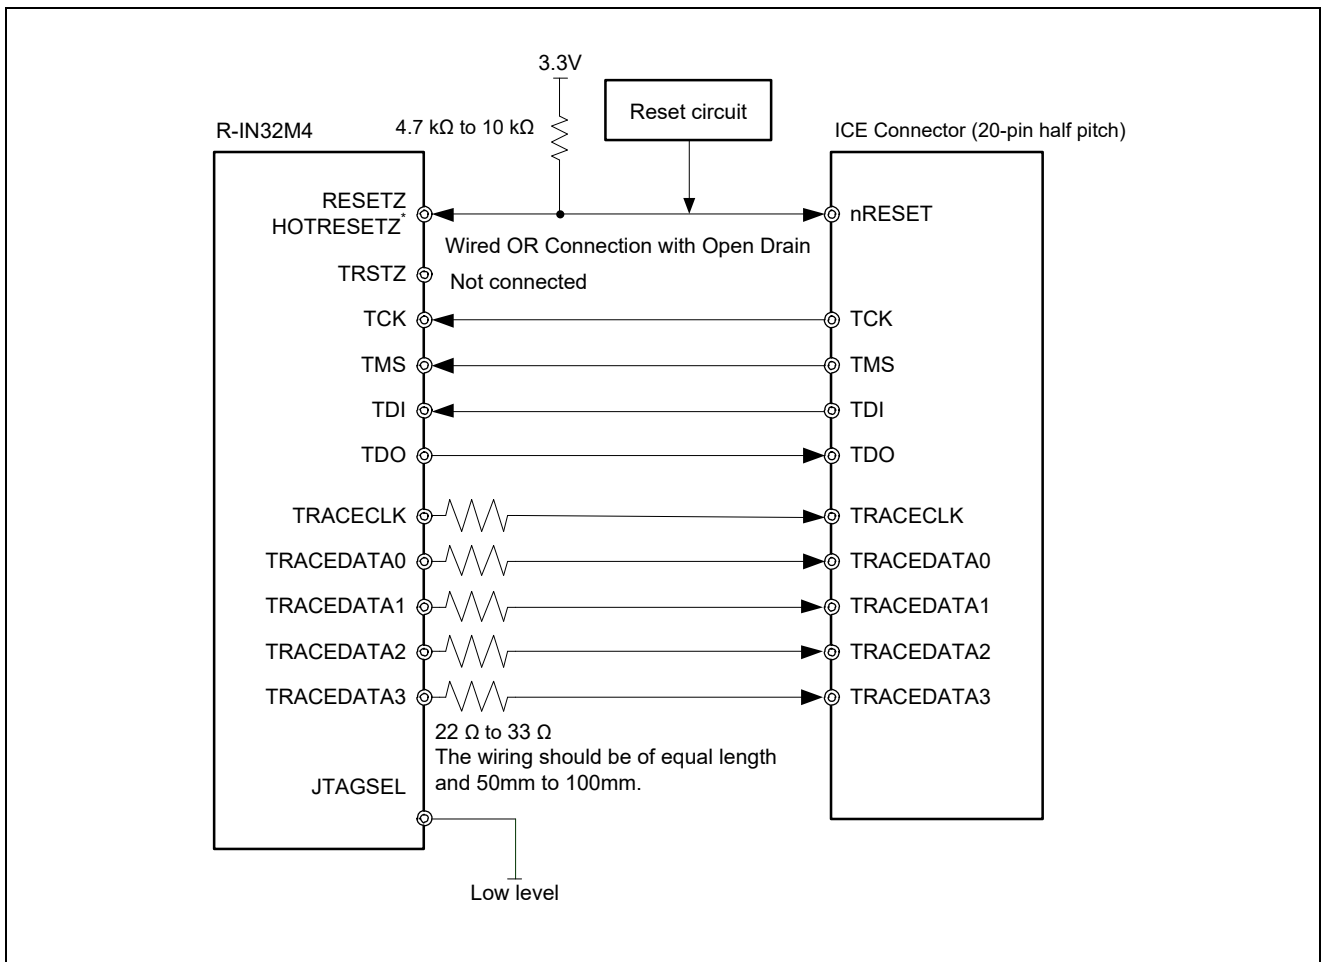 3.3V
Reset circuit
R-IN32M4
4.7 kΩ to 10 kΩ
ICE Connector (20-pin half pitch)
RESETZ
HOTRESETZ*
nRESET
Wired OR Connection with Open Drain
TRSTZ
Not connected
TCK
TCK
TMS
TMS
TDI
TDI
TDO
TDO
TRACECLK
TRACECLK
TRACEDATA0
TRACEDATA0
TRACEDATA1
TRACEDATA1
TRACEDATA2
TRACEDATA2
TRACEDATA3
TRACEDATA3
22 Ω to 33 Ω
The wiring should be of equal length
and 50mm to 100mm.
JTAGSEL
Low level